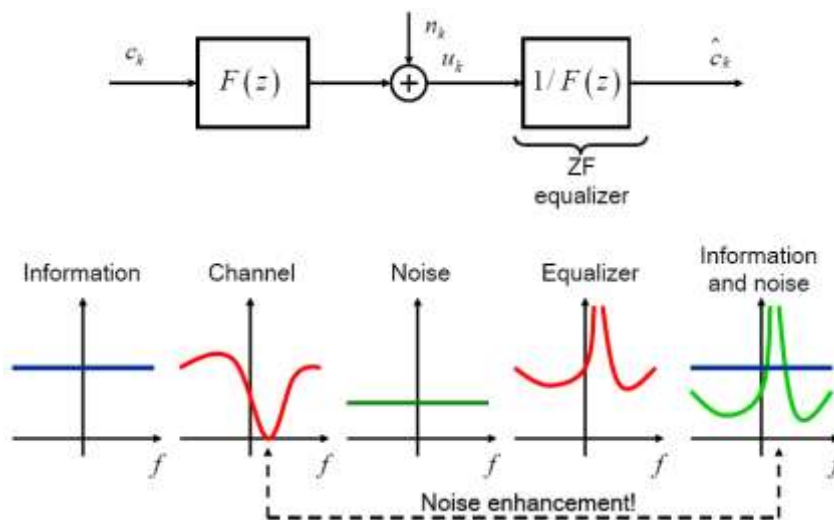 n_k
c_k
F(z)
u_k
1/F(z)
ĉ_k
+
ZF
equalizer
Information
Channel
Noise
Equalizer
Information
and noise
f
f
f
f
f
Noise enhancement!